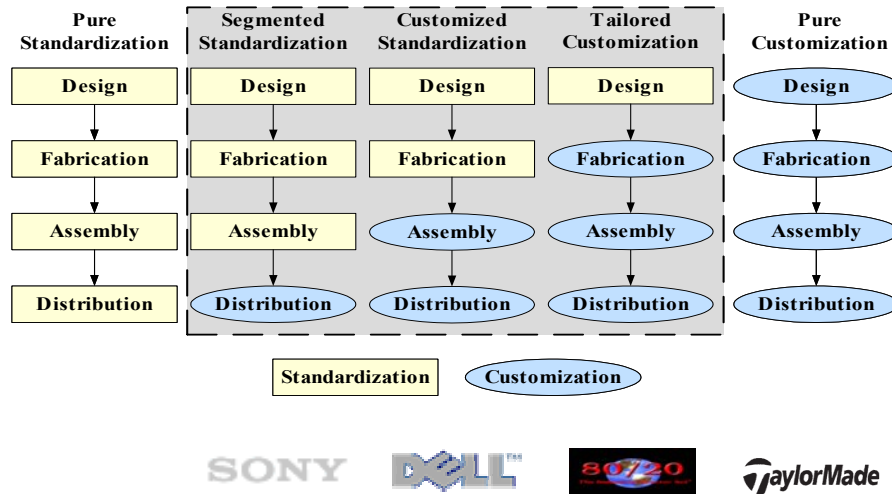 Pure Standardization
Segmented Standardization
Customized Standardization
Tailored Customization
Pure Customization
Design
Design
Design
Design
Design
Fabrication
Fabrication
Fabrication
Fabrication
Fabrication
Assembly
Assembly
Assembly
Assembly
Assembly
Distribution
Distribution
Distribution
Distribution
Distribution
Standardization
Customization
SONY
DELL™
80/20
TaylorMade